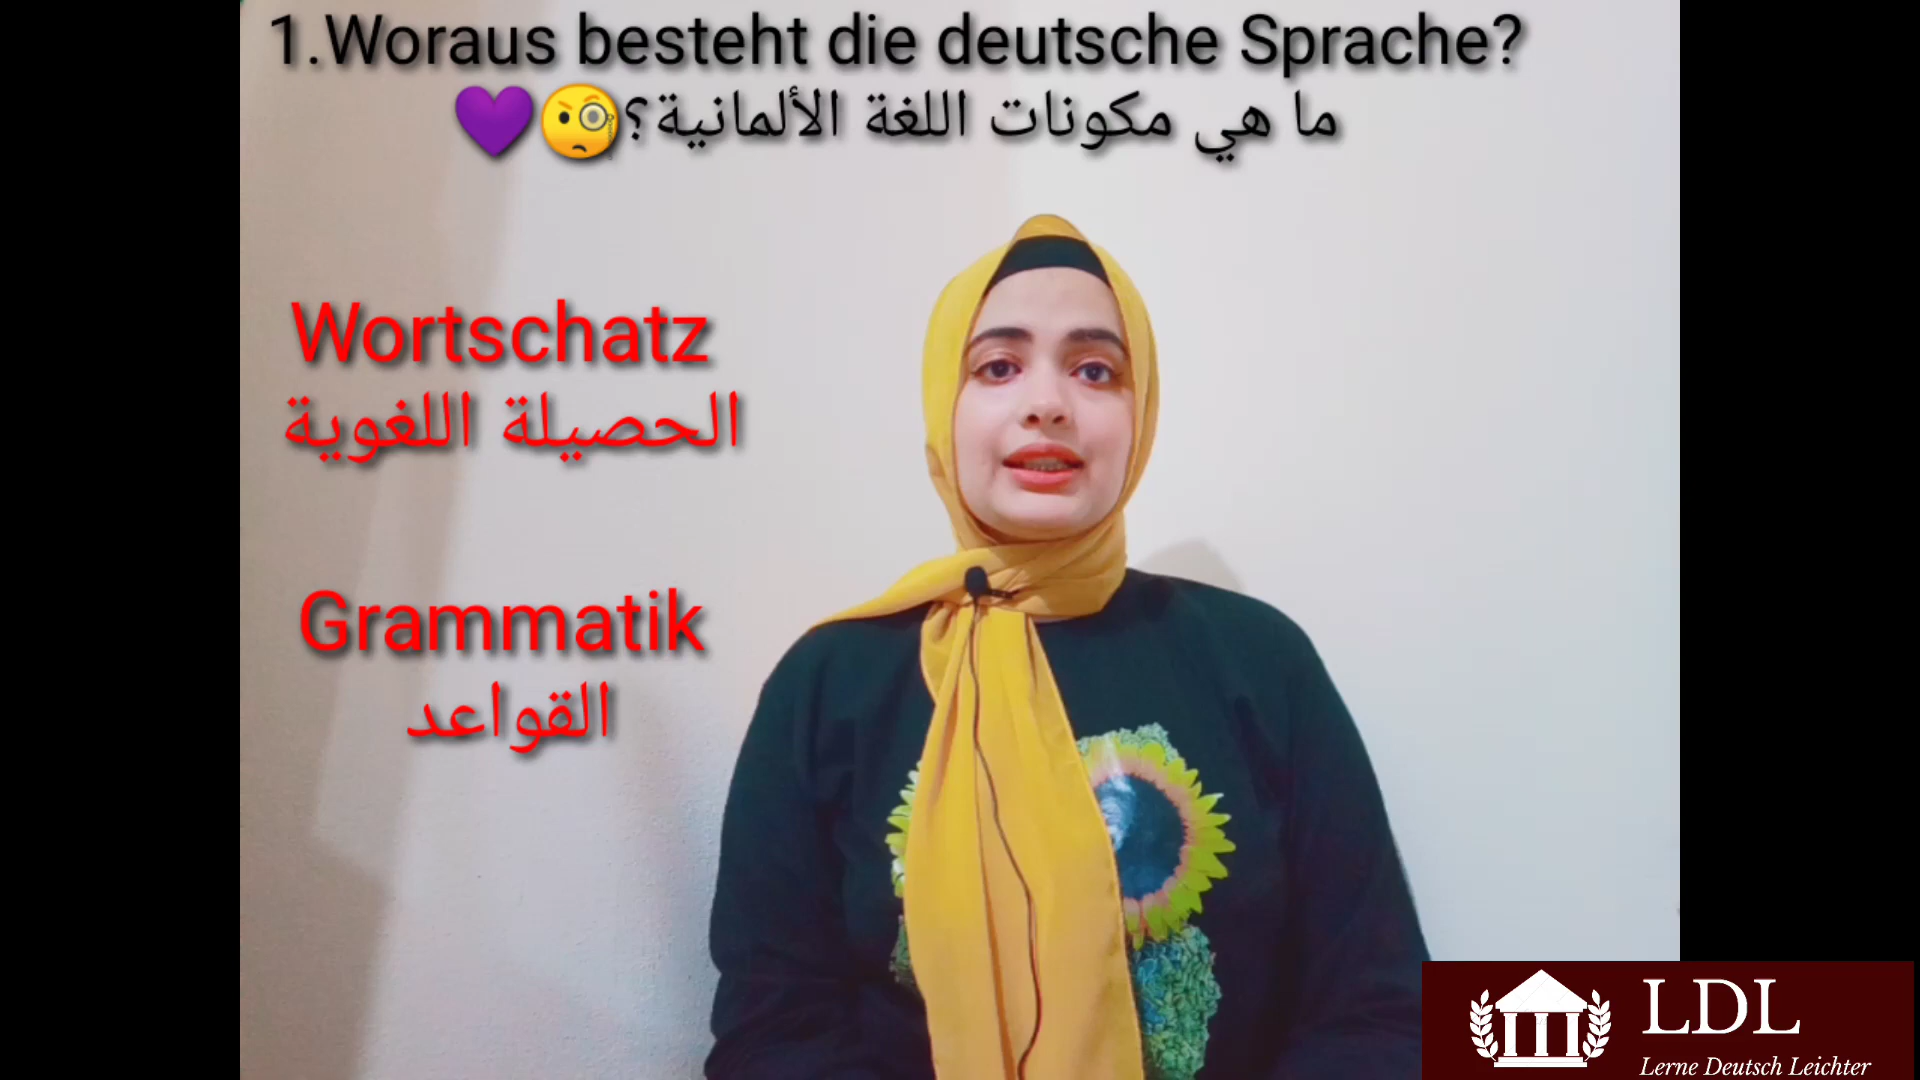 1.Woraus besteht die deutsche Sprache?
ما هي مكونات اللغة الألمانية؟🧐💜
Wortschatz
الحصيلة اللغوية
Grammatik
القواعد
LDL
Lerne Deutsch Leichter